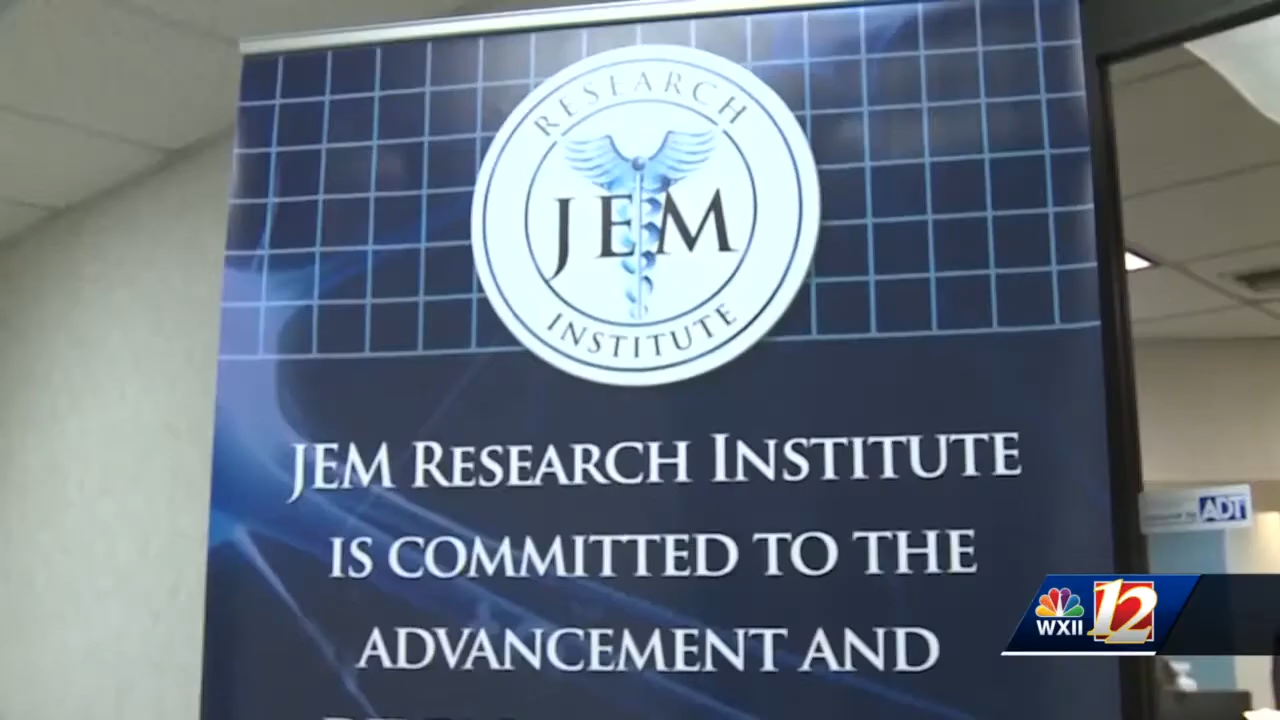 RESEARCH
JEM
INSTITUTE
JEM RESEARCH INSTITUTE
IS COMMITTED TO THE
ADVANCEMENT AND
ADT
WXII 12